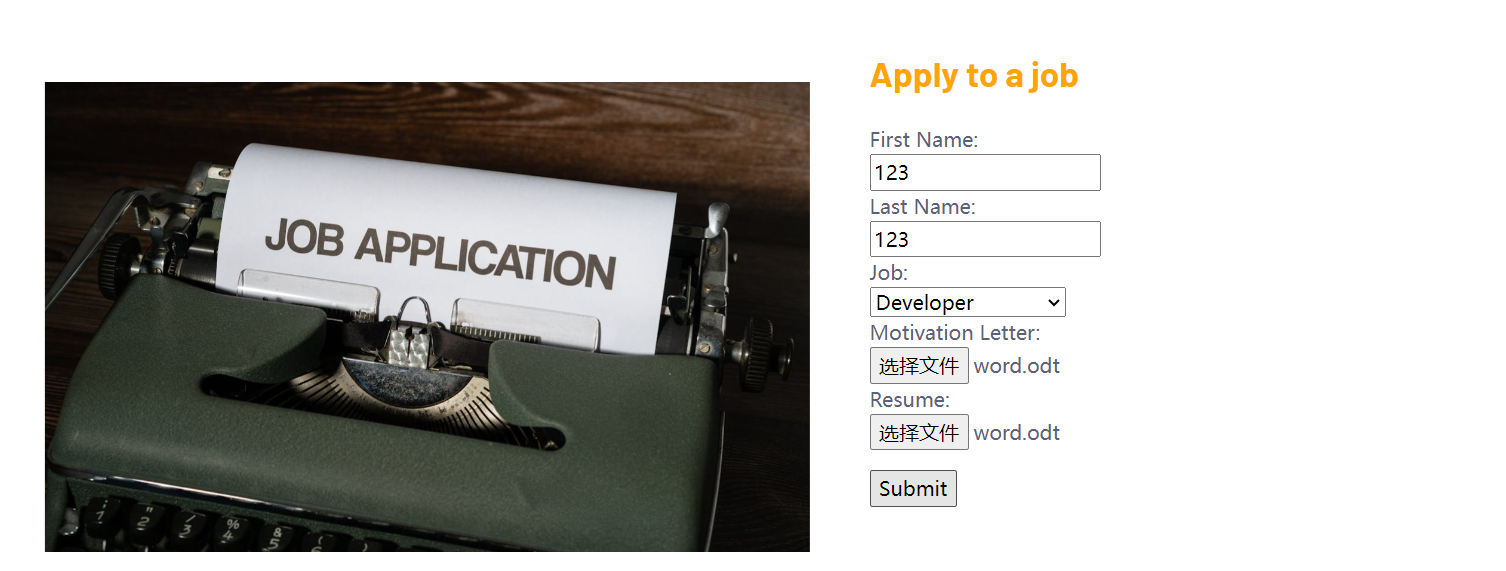 Apply to a job
JOB APPLICATION
First Name:
123
Last Name:
123
Job:
Developer
Motivation Letter:
选择文件 word.odt
Resume:
选择文件 word.odt
Submit